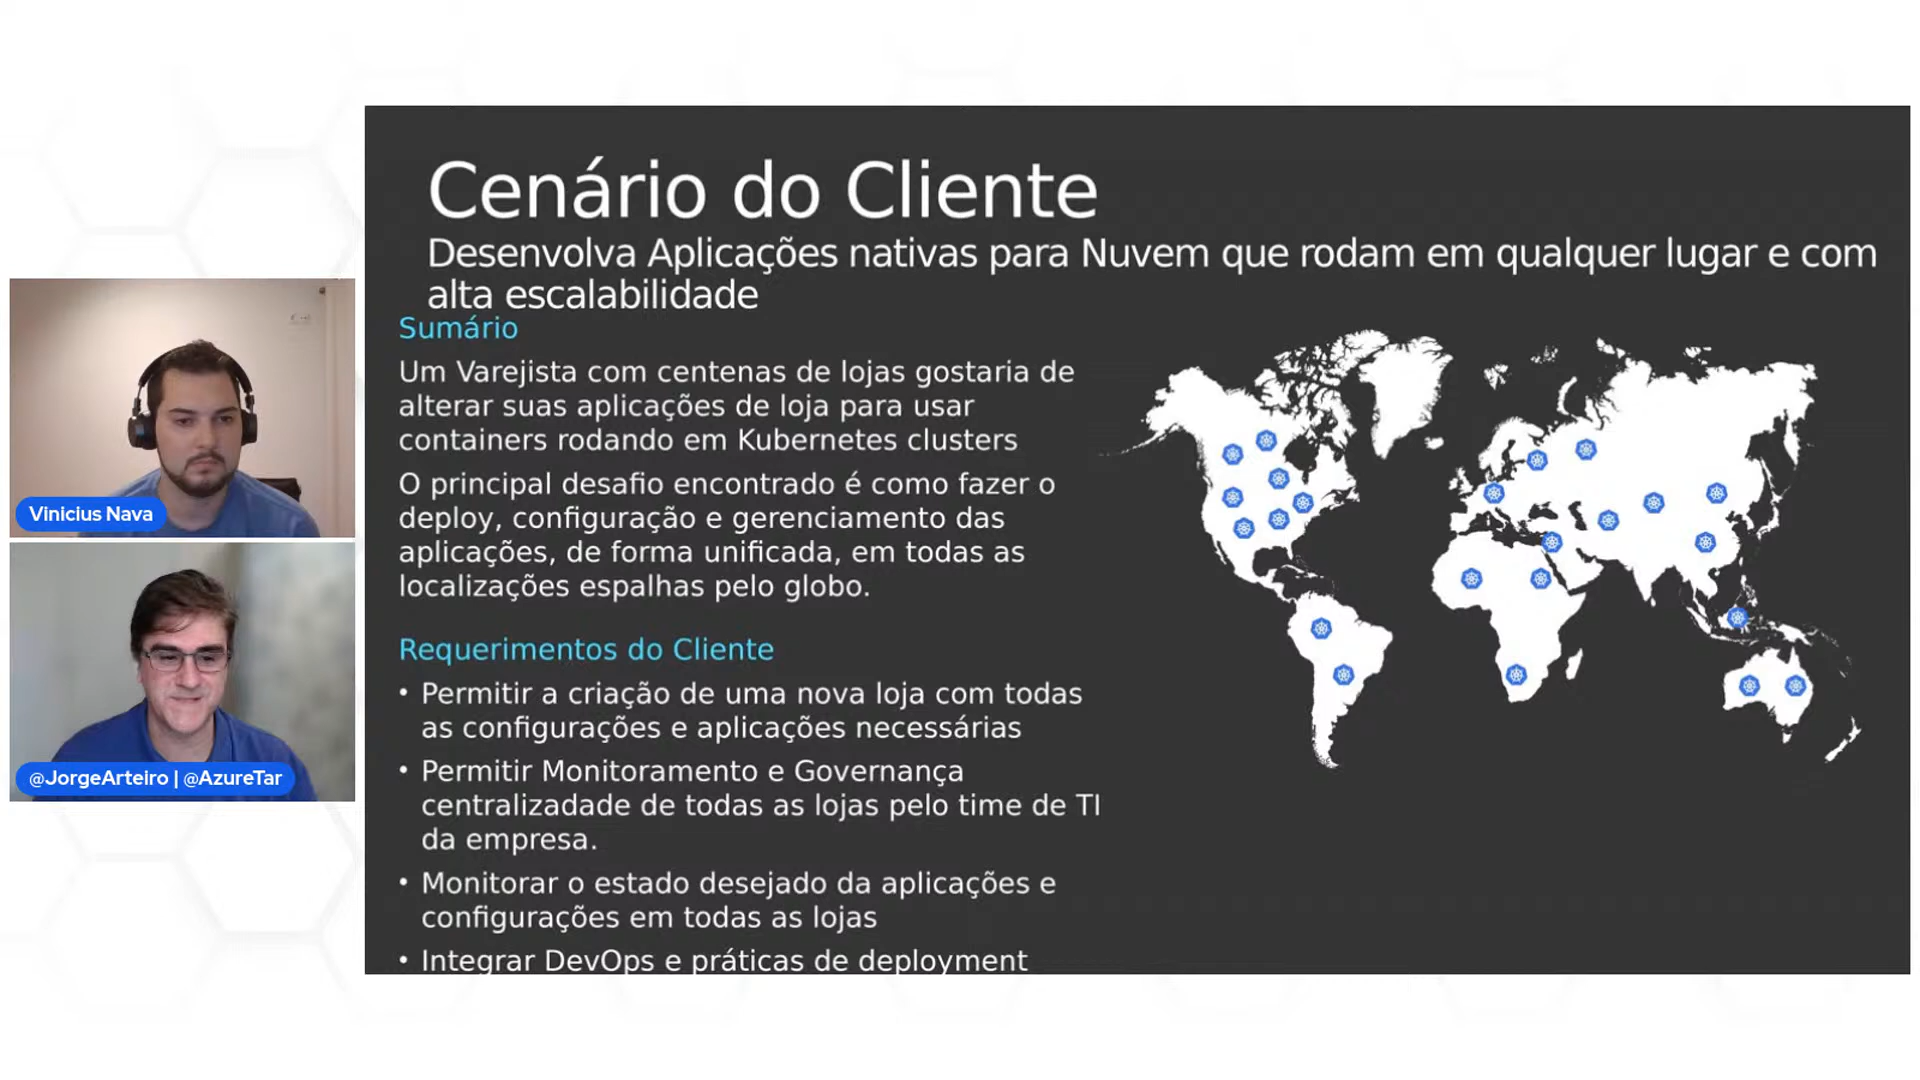 Cenário do Cliente
Desenvolva Aplicações nativas para Nuvem que rodam em qualquer lugar e com
alta escalabilidade
Sumário
Um Varejista com centenas de lojas gostaria de
alterar suas aplicações de loja para usar
containers rodando em Kubernetes clusters
O principal desafio encontrado é como fazer o
deploy, configuração e gerenciamento das
aplicações, de forma unificada, em todas as
localizações espalhas pelo globo.
Requerimentos do Cliente
• Permitir a criação de uma nova loja com todas
as configurações e aplicações necessárias
• Permitir Monitoramento e Governança
centralizadade de todas as lojas pelo time de TI
da empresa.
• Monitorar o estado desejado da aplicações e
configurações em todas as lojas
• Integrar DevOps e práticas de deployment
Vinicius Nava
@JorgeArteiro | @AzureTar